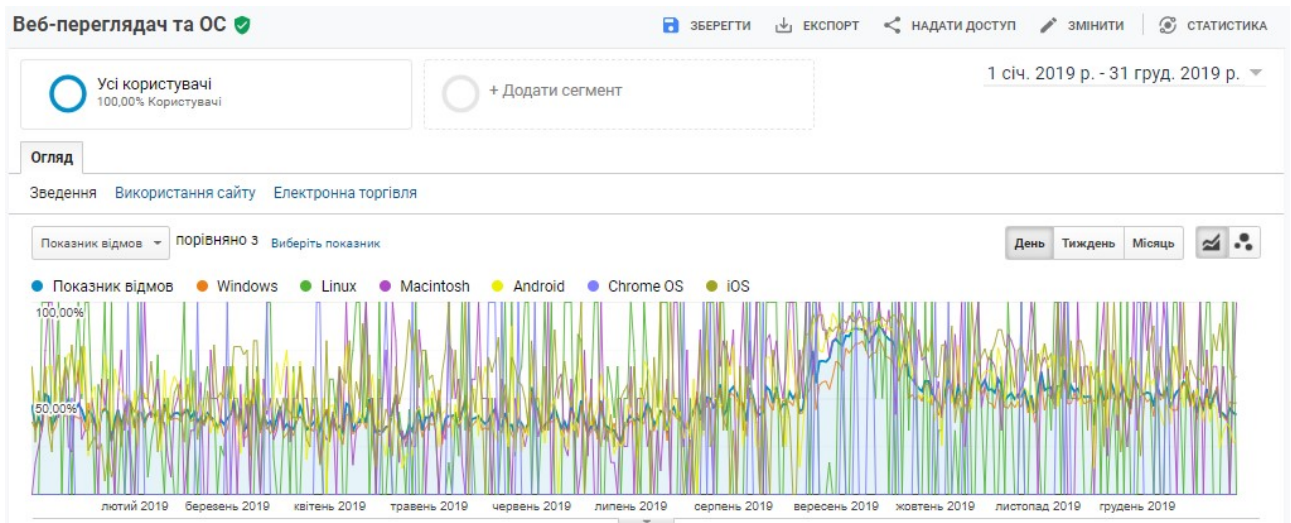 Веб-переглядач та ОС
ЗБЕРЕГТИ ЕКСПОРТ НАДАТИ ДОСТУП ЗМІНИТИ СТАТИСТИКА
Усі користувачі
100,00% Користувачі
+ Додати сегмент
1 січ. 2019 р. - 31 груд. 2019 р.
Огляд
Зведення Використання сайту Електронна торгівля
Показник відмов порівняно з Виберіть показник
День Тиждень Місяць
Показник відмов Windows Linux Macintosh Android Chrome OS iOS
100,00%
50,00%
лютий 2019 березень 2019 квітень 2019 травень 2019 червень 2019 липень 2019 серпень 2019 вересень 2019 жовтень 2019 листопад 2019 грудень 2019